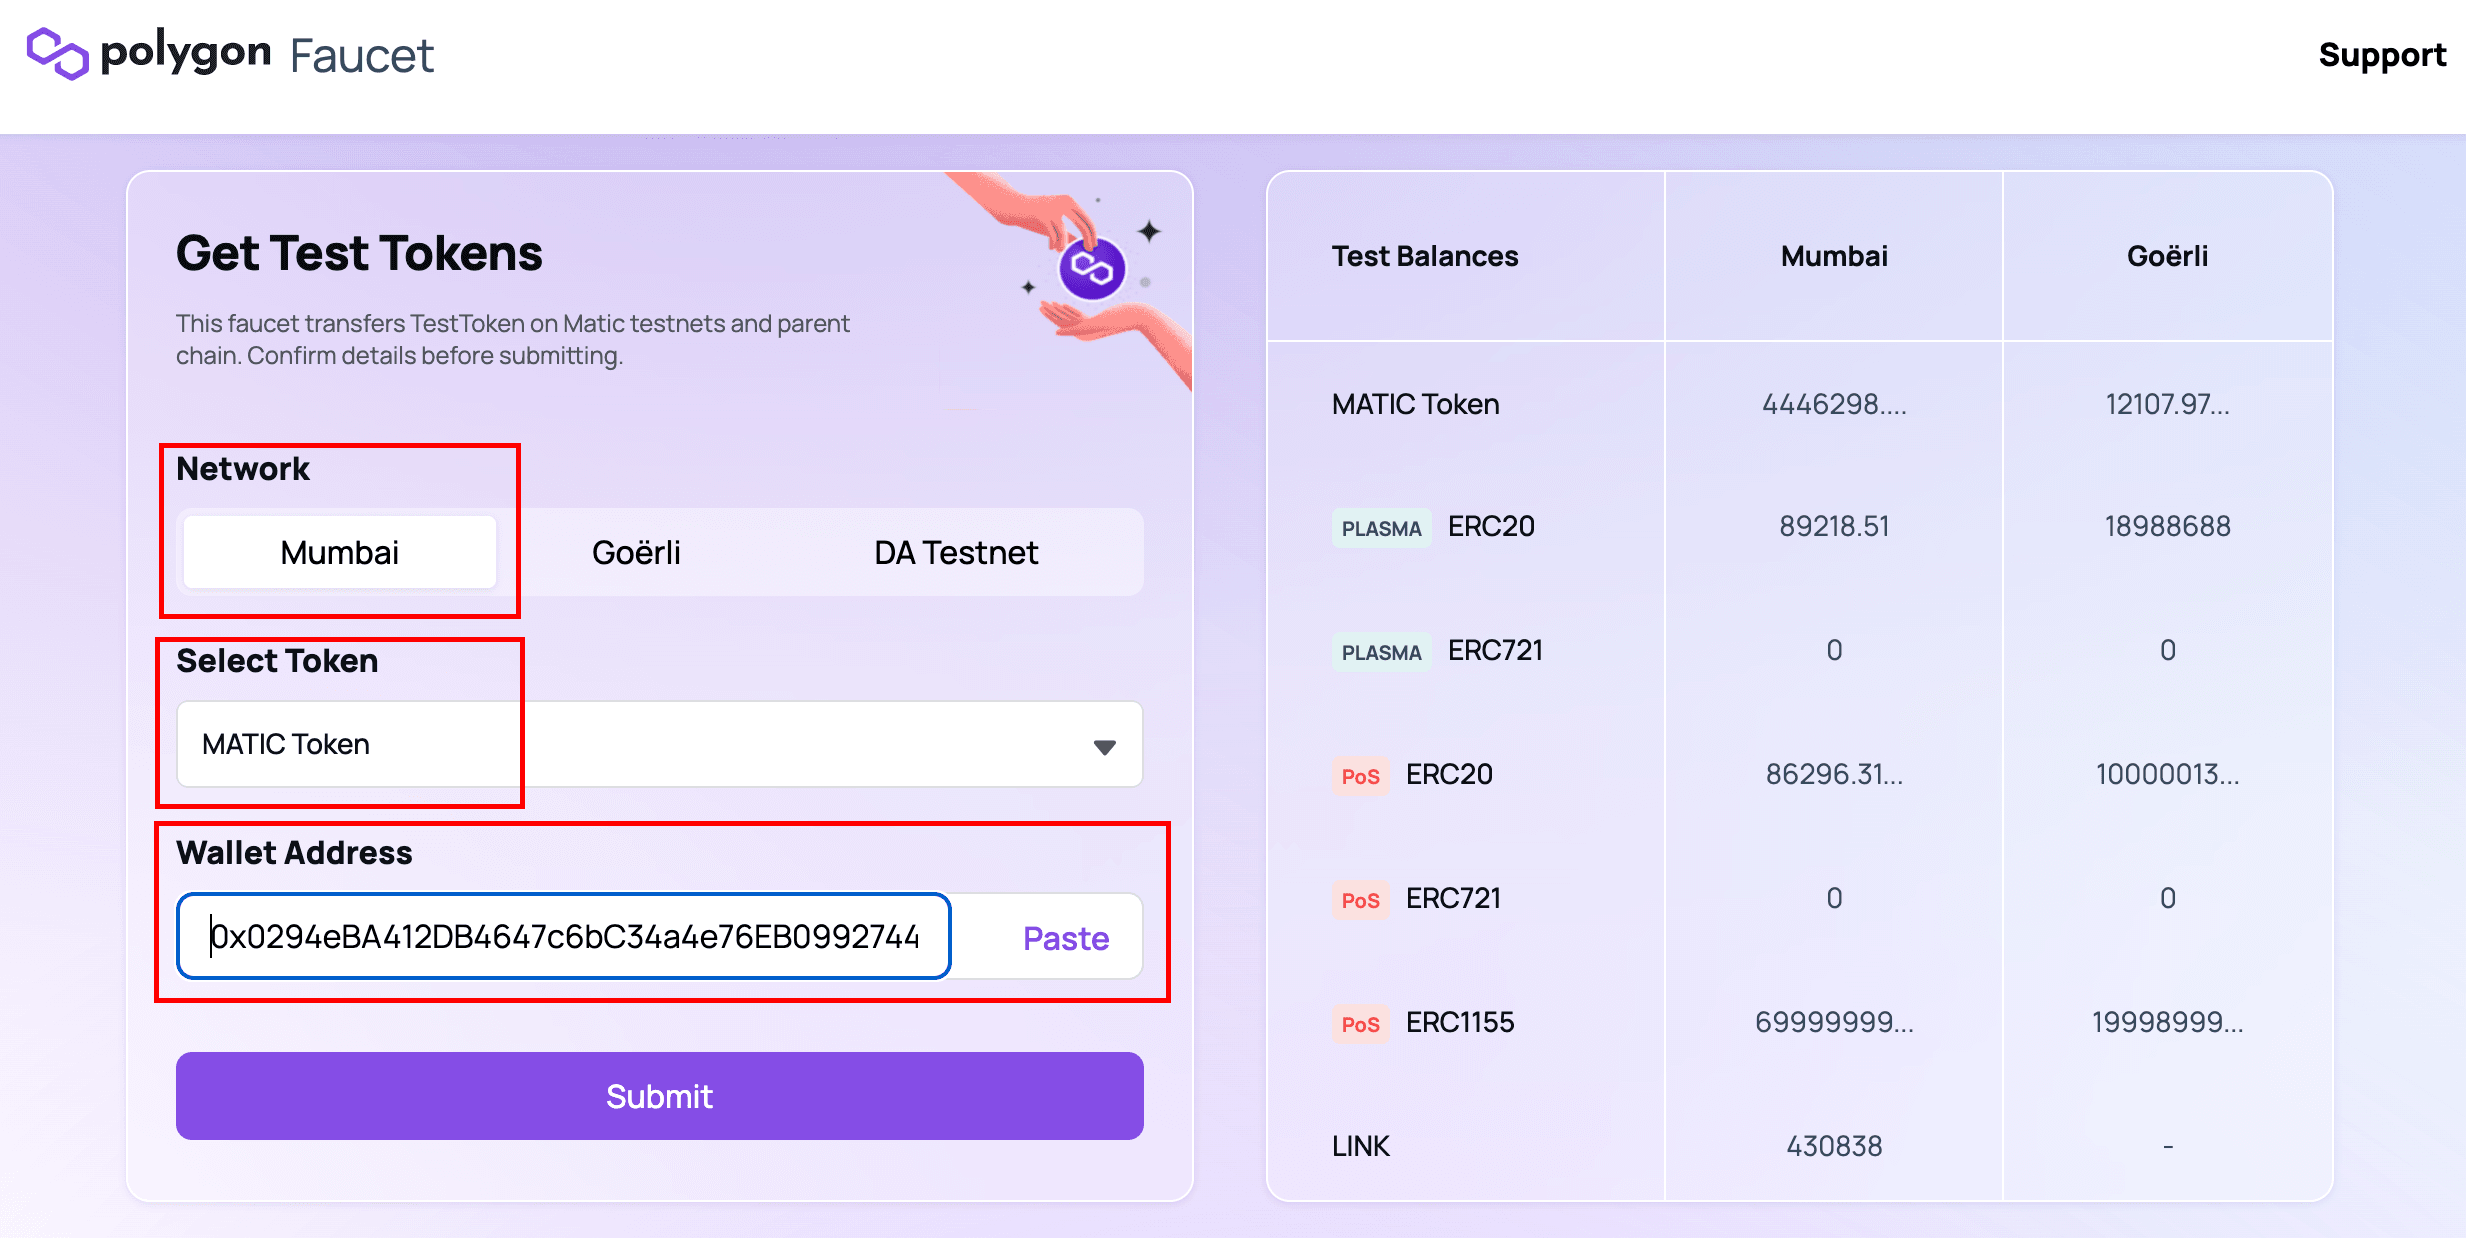 polygon Faucet
Support
Get Test Tokens
This faucet transfers TestToken on Matic testnets and parent
chain. Confirm details before submitting.
Network
Mumbai Goërli DA Testnet
Select Token
MATIC Token
Wallet Address
0x0294eBA412DB4647c6bC34a4e76EB0992744
Paste
Submit
Test Balances Mumbai Goërli
MATIC Token 4446298.... 12107.97...
PLASMA ERC20 89218.51 18988688
PLASMA ERC721 0 0
PoS ERC20 86296.31... 10000013...
PoS ERC721 0 0
PoS ERC1155 69999999... 19998999...
LINK 430838 -